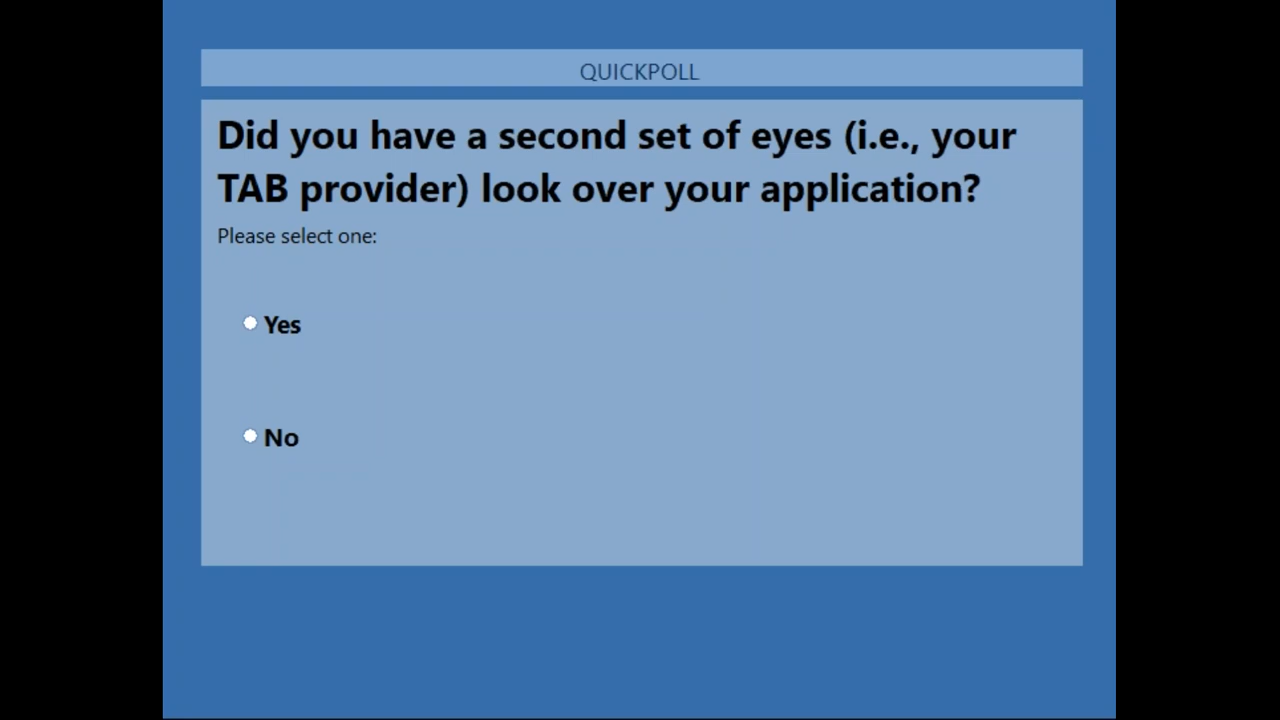 QUICKPOLL
Did you have a second set of eyes (i.e., your
TAB provider) look over your application?
Please select one:
Yes
No